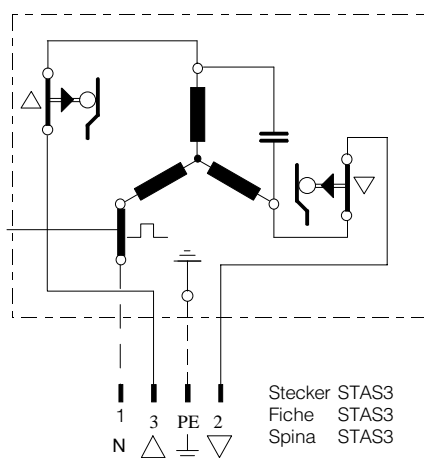 1 3 PE 2
N
Stecker STAS3
Fiche STAS3
Spina STAS3